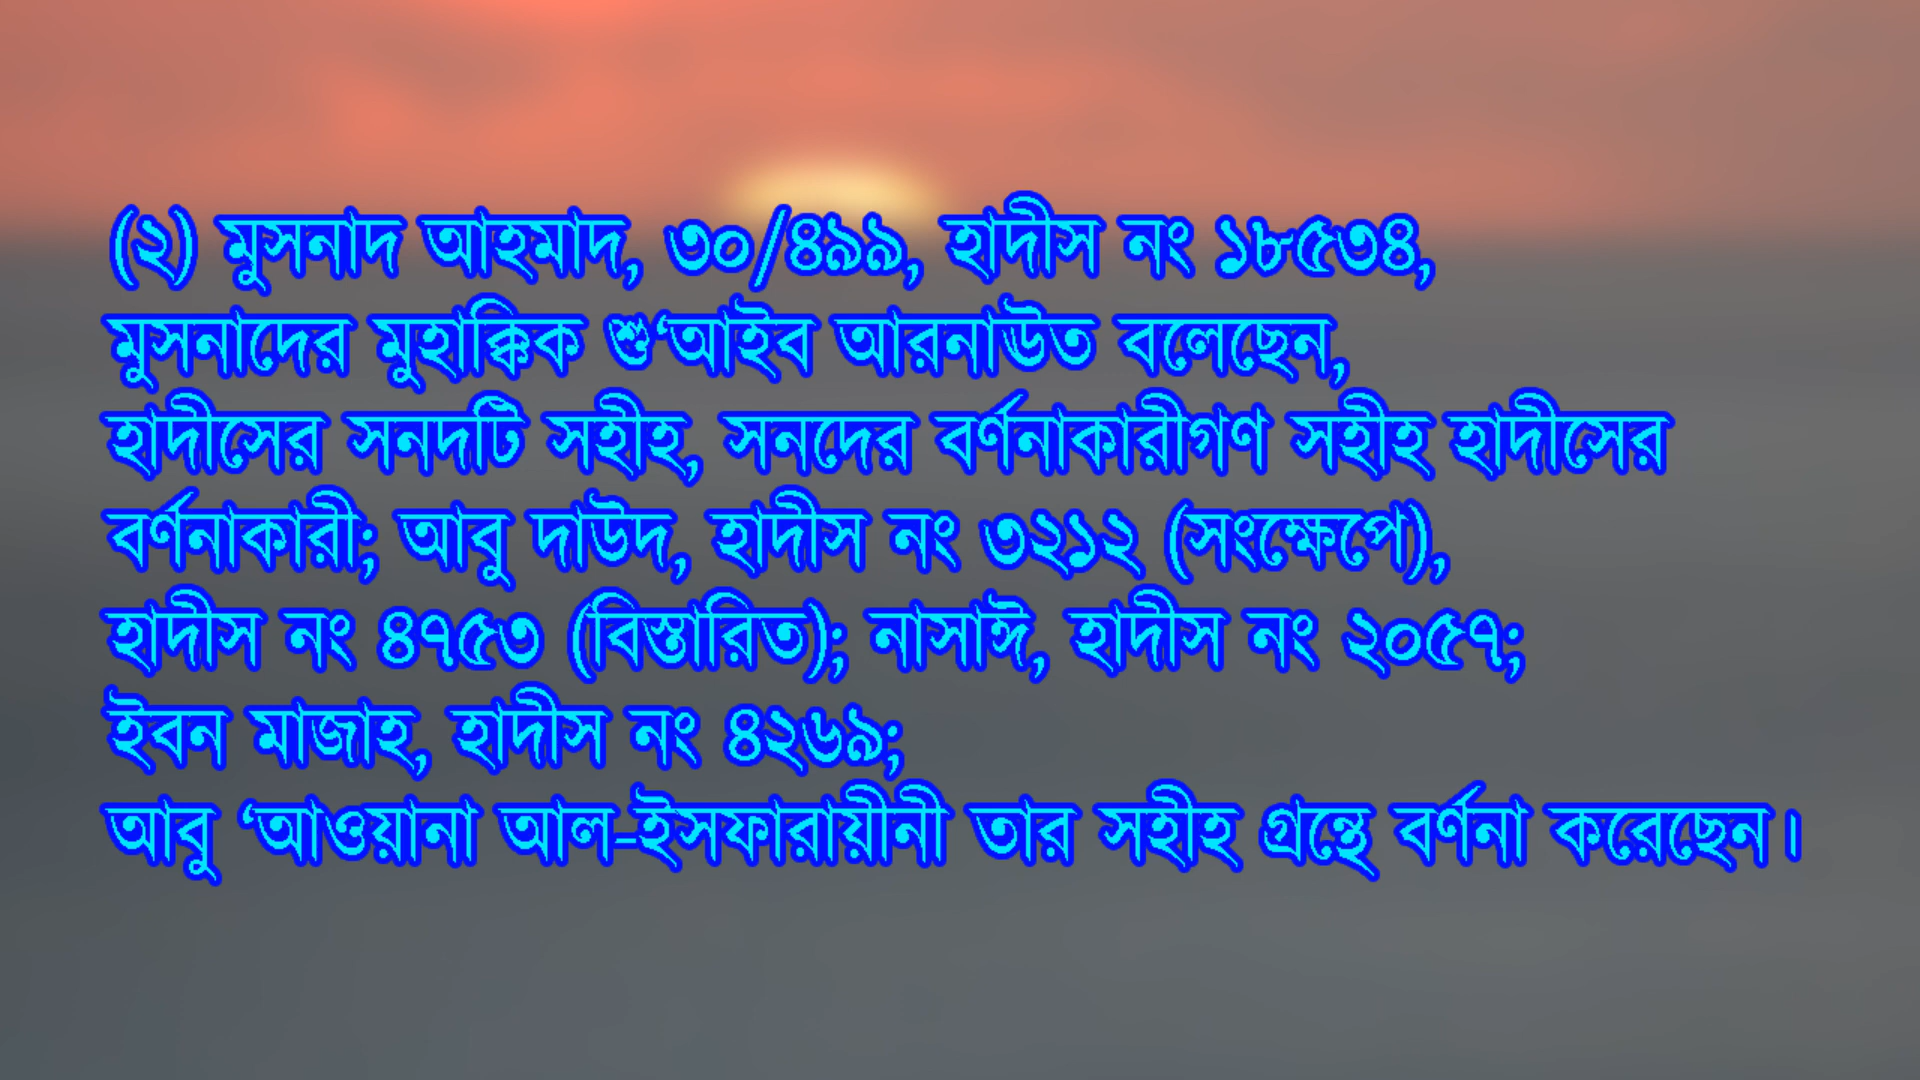 (২) মুসনাদ আহমাদ, ৩০/৪৯৯, হাদীস নং ১৮৫৩৪,
মুসনাদের মুহাক্কিক শু‘আইব আরনাউত বলেছেন,
হাদীসের সনদটি সহীহ, সনদের বর্ণনাকারীগণ সহীহ হাদীসের
বর্ণনাকারী; আবু দাউদ, হাদীস নং ৩২১২ (সংক্ষেপে),
হাদীস নং ৪৭৫৩ (বিস্তারিত); নাসাঈ, হাদীস নং ২০৫৭;
ইবন মাজাহ, হাদীস নং ৪২৬৯;
আবু ‘আওয়ানা আল-ইসফারায়ীনী তার সহীহ গ্রন্থে বর্ণনা করেছেন।